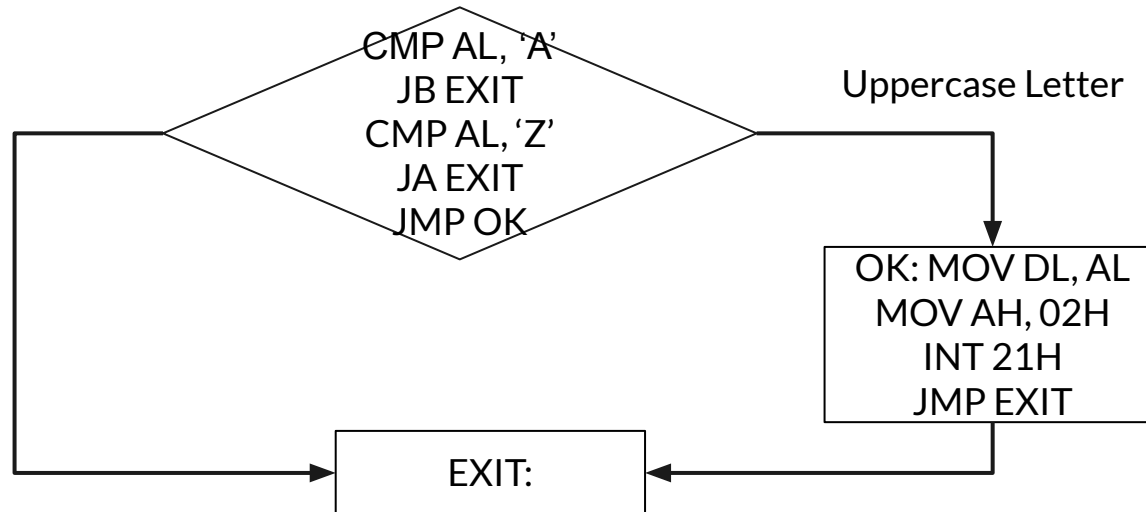 CMP AL, ‘A’
JB EXIT
CMP AL, ‘Z’
JA EXIT
JMP OK
Uppercase Letter
OK: MOV DL, AL
MOV AH, 02H
INT 21H
JMP EXIT
EXIT: